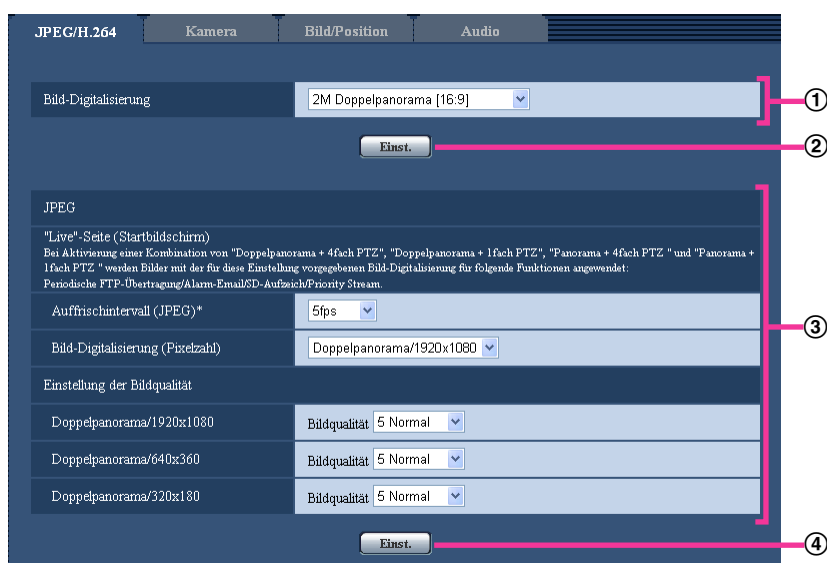 JPEG/H.264 Kamera Bild/Position Audio
Bild-Digitalisierung 2M Doppelpanorama [16:9] ①
Einst. ②
JPEG
"Live"-Seite (Startbildschirm)
Bei Aktivierung einer Kombination von "Doppelpanorama + 4fach PTZ", "Doppelpanorama + 1fach PTZ", "Panorama + 4fach PTZ " und "Panorama +
1fach PTZ " werden Bilder mit der für diese Einstellung vorgegebenen Bild-Digitalisierung für folgende Funktionen angewendet:
Periodische FTP-Übertragung/Alarm-Email/SD-Aufzeich/Priority Stream.
Auffrischintervall (JPEG)* 5fps
③
Bild-Digitalisierung (Pixelzahl) Doppelpanorama/1920x1080
Einstellung der Bildqualität
Doppelpanorama/1920x1080 Bildqualität 5 Normal
Doppelpanorama/640x360 Bildqualität 5 Normal
Doppelpanorama/320x180 Bildqualität 5 Normal
Einst. ④